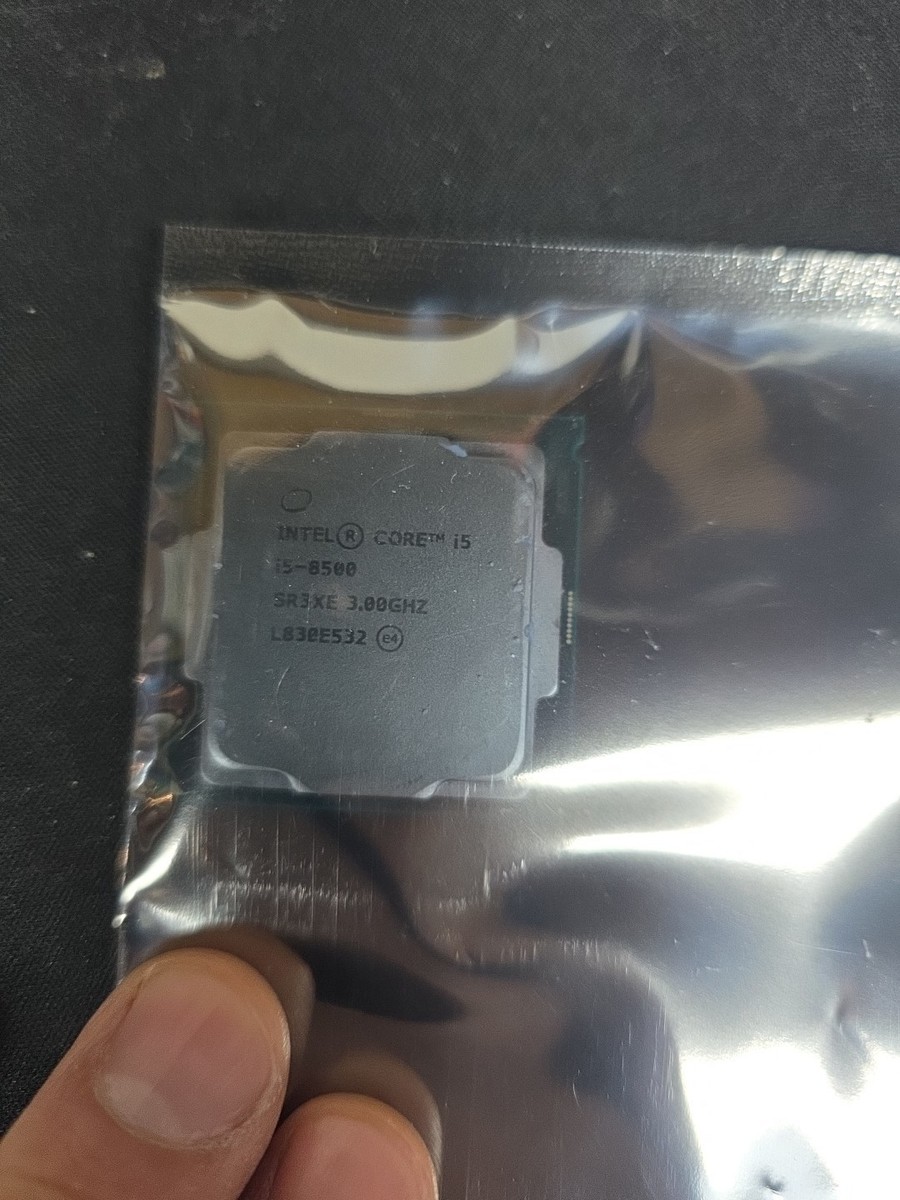 INTEL® CORE™ i5
i5-8500
SR3XE 3.00GHZ
L830E532 e4